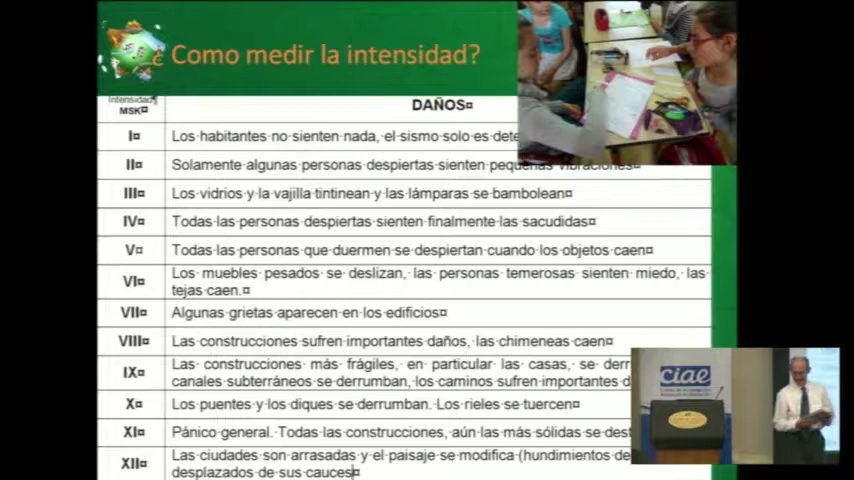 ¿Como medir la intensidad?
Intensidad¶
MSK¤
DAÑOS¤
I¤
Los·habitantes·no·sienten·nada,·el·sismo·solo·es·dete
II¤
Solamente·algunas·personas·despiertas·sienten·pequeñas·vibraciones¤
III¤
Los·vidrios·y·la·vajilla·tintinean·y·las·lámparas·se·bambolean¤
IV¤
Todas·las·personas·despiertas·sienten·finalmente·las·sacudidas¤
V¤
Todas·las·personas·que·duermen·se·despiertan·cuando·los·objetos·caen¤
VI¤
Los·muebles·pesados·se·deslizan,·las·personas·temerosas·sienten·miedo,·las·
tejas·caen.¤
VII¤
Algunas·grietas·aparecen·en·los·edificios¤
VIII¤
Las·construcciones·sufren·importantes·daños,·las·chimeneas·caen¤
IX¤
Las·construcciones·más·frágiles,·en·particular·las·casas,·se·derr
canales·subterráneos·se·derrumban,·los·caminos·sufren·importantes·d
X¤
Los·puentes·y·los·diques·se·derrumban.·Los·rieles·se·tuercen¤
XI¤
Pánico·general.·Todas·las·construcciones,·aún·las·más·sólidas·se·dest
XII¤
Las·ciudades·son·arrasadas·y·el·paisaje·se·modifica·(hundimientos·de
desplazados·de·sus·cauces¤
ciae